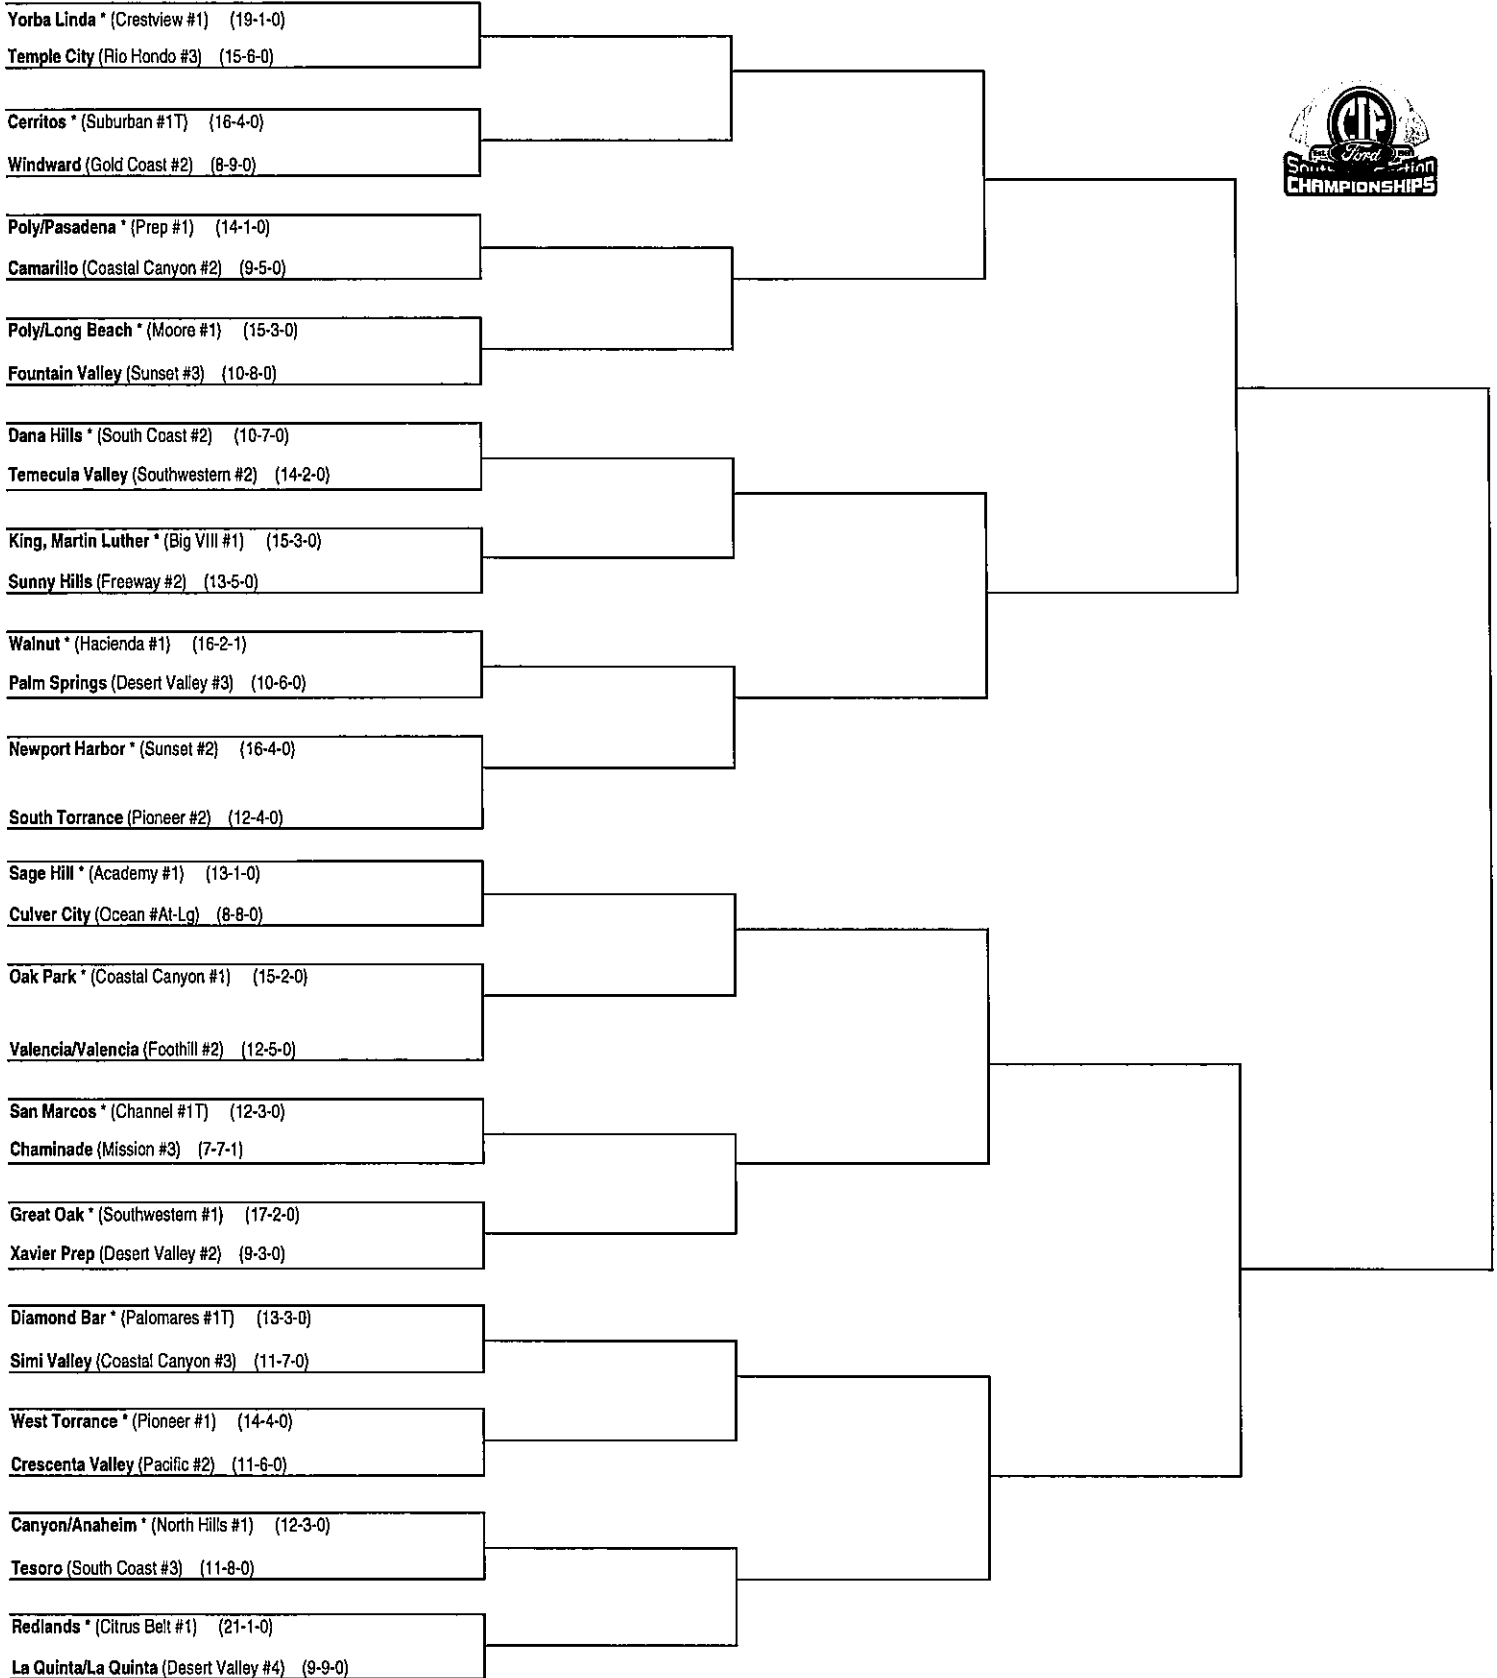 Yorba Linda * (Crestview #1) (19-1-0)
Temple City (Rio Hondo #3) (15-6-0)
Cerritos * (Suburban #1T) (16-4-0)
Windward (Gold Coast #2) (8-9-0)
Poly/Pasadena * (Prep #1) (14-1-0)
Camarillo (Coastal Canyon #2) (9-5-0)
Poly/Long Beach * (Moore #1) (15-3-0)
Fountain Valley (Sunset #3) (10-8-0)
Dana Hills * (South Coast #2) (10-7-0)
Temecula Valley (Southwestern #2) (14-2-0)
King, Martin Luther * (Big VIII #1) (15-3-0)
Sunny Hills (Freeway #2) (13-5-0)
Walnut * (Hacienda #1) (16-2-1)
Palm Springs (Desert Valley #3) (10-6-0)
Newport Harbor * (Sunset #2) (16-4-0)
South Torrance (Pioneer #2) (12-4-0)
Sage Hill * (Academy #1) (13-1-0)
Culver City (Ocean #At-Lg) (8-8-0)
Oak Park * (Coastal Canyon #1) (15-2-0)
Valencia/Valencia (Foothill #2) (12-5-0)
San Marcos * (Channel #1T) (12-3-0)
Chaminade (Mission #3) (7-7-1)
Great Oak * (Southwestern #1) (17-2-0)
Xavier Prep (Desert Valley #2) (9-3-0)
Diamond Bar * (Palomares #1T) (13-3-0)
Simi Valley (Coastal Canyon #3) (11-7-0)
West Torrance * (Pioneer #1) (14-4-0)
Crescenta Valley (Pacific #2) (11-6-0)
Canyon/Anaheim * (North Hills #1) (12-3-0)
Tesoro (South Coast #3) (11-8-0)
Redlands * (Citrus Belt #1) (21-1-0)
La Quinta/La Quinta (Desert Valley #4) (9-9-0)
CIF
Ford
CHAMPIONSHIPS